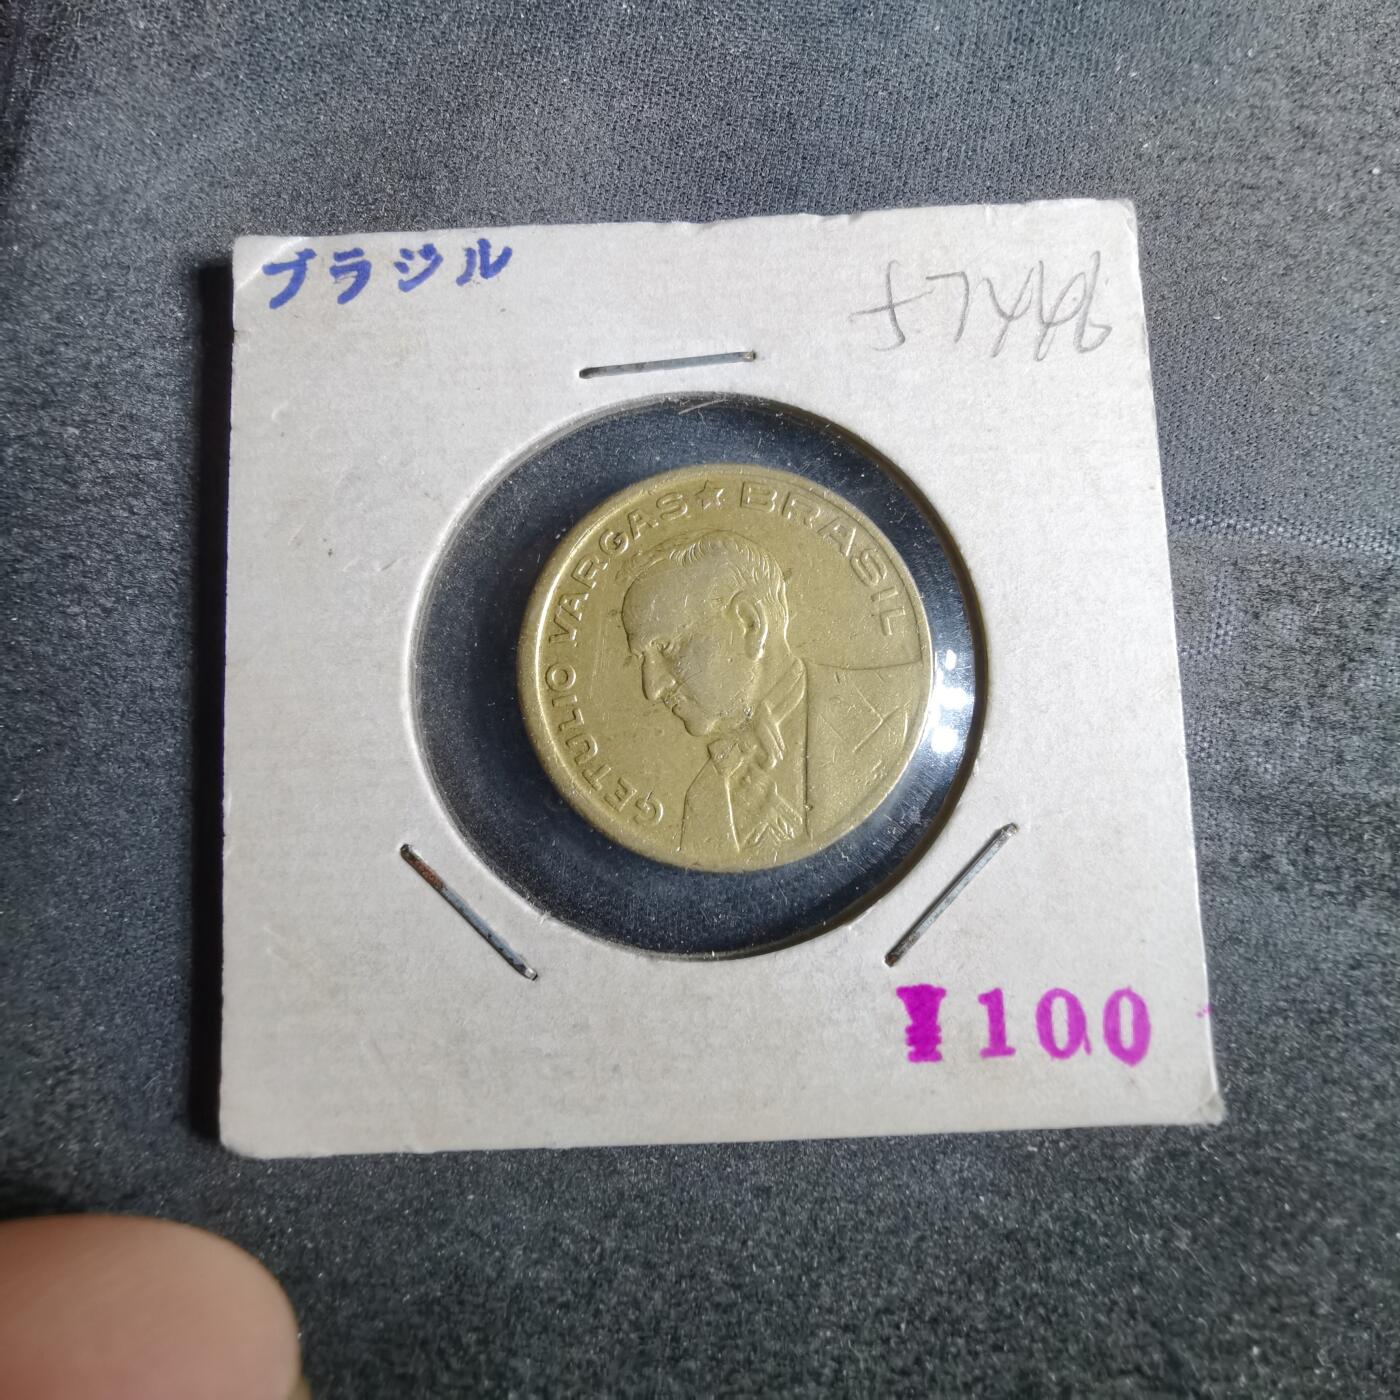 ブラジル
GETULIO VARGAS☆BRASIL
¥100